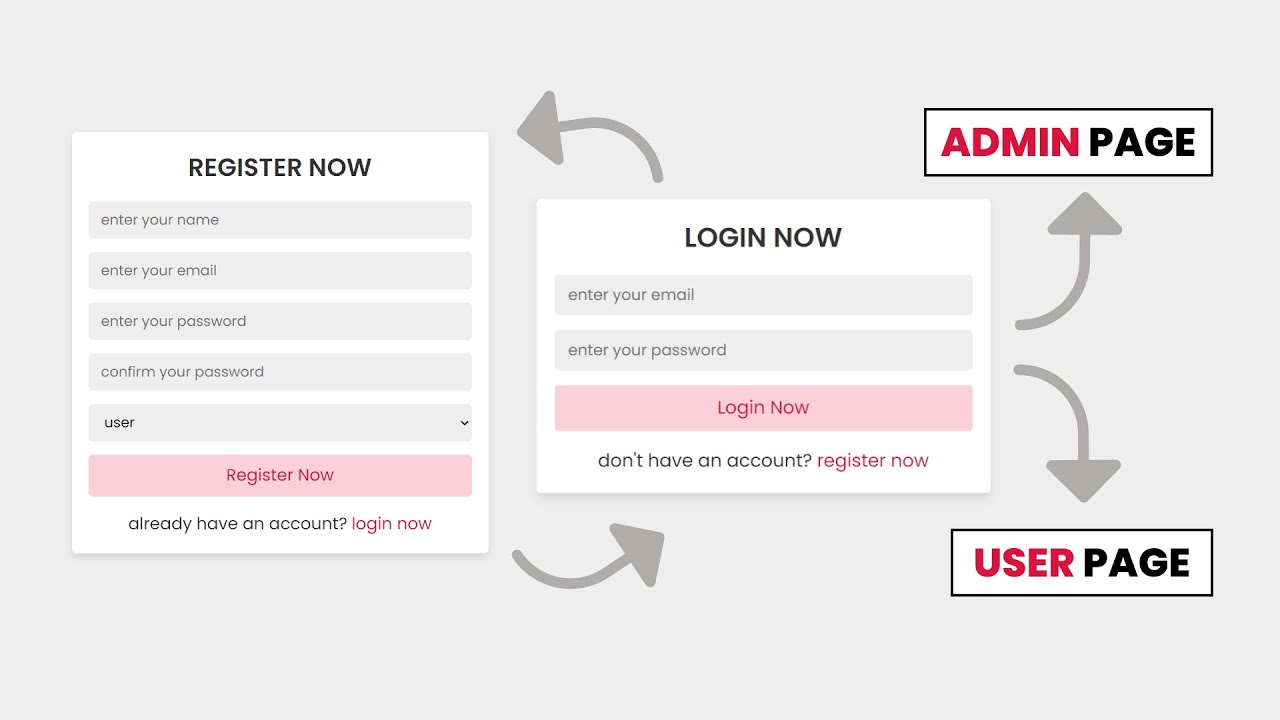 REGISTER NOW
enter your name
enter your email
enter your password
confirm your password
user
Register Now
already have an account? login now
LOGIN NOW
enter your email
enter your password
Login Now
don't have an account? register now
ADMIN PAGE
USER PAGE